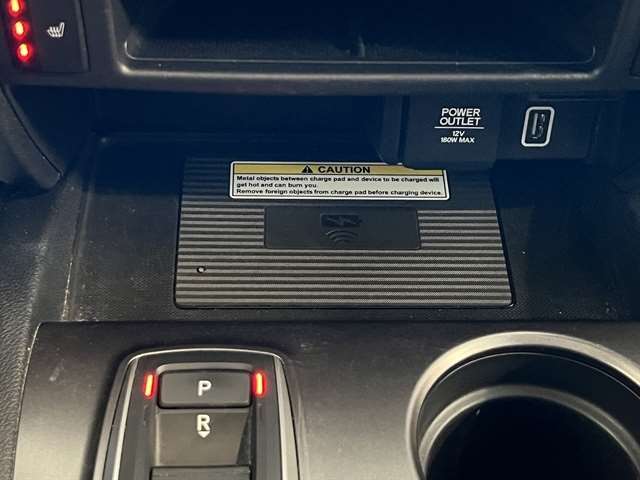 POWER
OUTLET
12V
180W MAX
CAUTION
Metal objects between charge pad and device to be charged will
get hot and can burn you.
Remove foreign objects from charge pad before charging device.
P
R